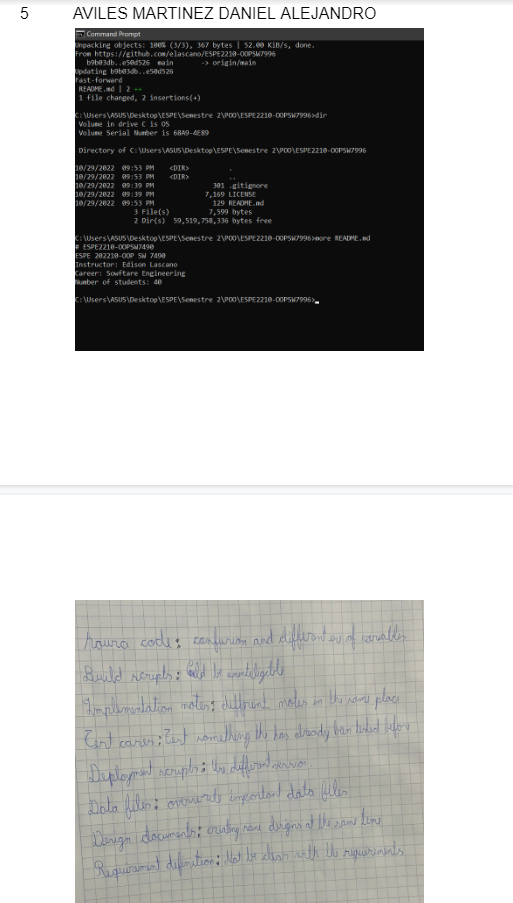 5 AVILES MARTINEZ DANIEL ALEJANDRO
Command Prompt
Unpacking objects: 100% (3/3), 367 bytes | 52.00 KiB/s, done.
From https://github.com/elascano/ESPE2210-OOPSW7996
b9b03db..e50d526 main -> origin/main
Updating b9b03db..e50d526
Fast-forward
README.md | 2 ++
1 file changed, 2 insertions(+)
C:\Users\ASUS\Desktop\ESPE\Semestre 2\POO\ESPE2210-OOPSW7996>dir
Volume in drive C is OS
Volume Serial Number is 68A9-4E89
Directory of C:\Users\ASUS\Desktop\ESPE\Semestre 2\POO\ESPE2210-OOPSW7996
10/29/2022 09:53 PM <DIR> .
10/29/2022 09:53 PM <DIR> ..
10/29/2022 09:39 PM 301 .gitignore
10/29/2022 09:39 PM 7,169 LICENSE
10/29/2022 09:53 PM 129 README.md
3 File(s) 7,599 bytes
2 Dir(s) 59,519,758,336 bytes free
C:\Users\ASUS\Desktop\ESPE\Semestre 2\POO\ESPE2210-OOPSW7996>more README.md
# ESPE2210-OOPSW7490
ESPE 202210-OOP SW 7490
Instructor: Edison Lascano
Career: Sowftare Engineering
Number of students: 40
C:\Users\ASUS\Desktop\ESPE\Semestre 2\POO\ESPE2210-OOPSW7996>
code: confusion and different of variables
Build scripts: be
Implementation notes: different notes in the same place
Test cases: Test something the has already been tested before
Deployment scripts: different
Data files: important data files
Design documents: designs at the same time
Requirement definition: Not be clear with the requirements